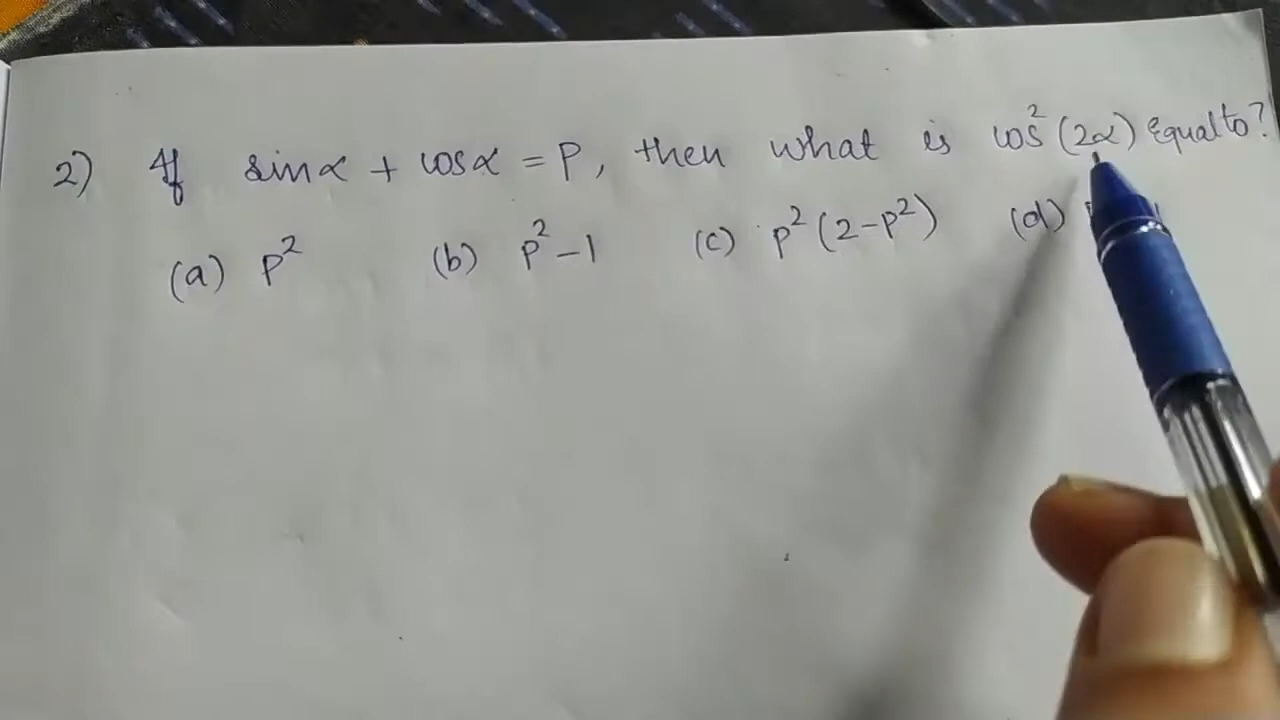 2) If sinα + cosα = P, then what is cos²(2α) Equal to?
(a) p² (b) p²-1 (c) p²(2-p²) (d)